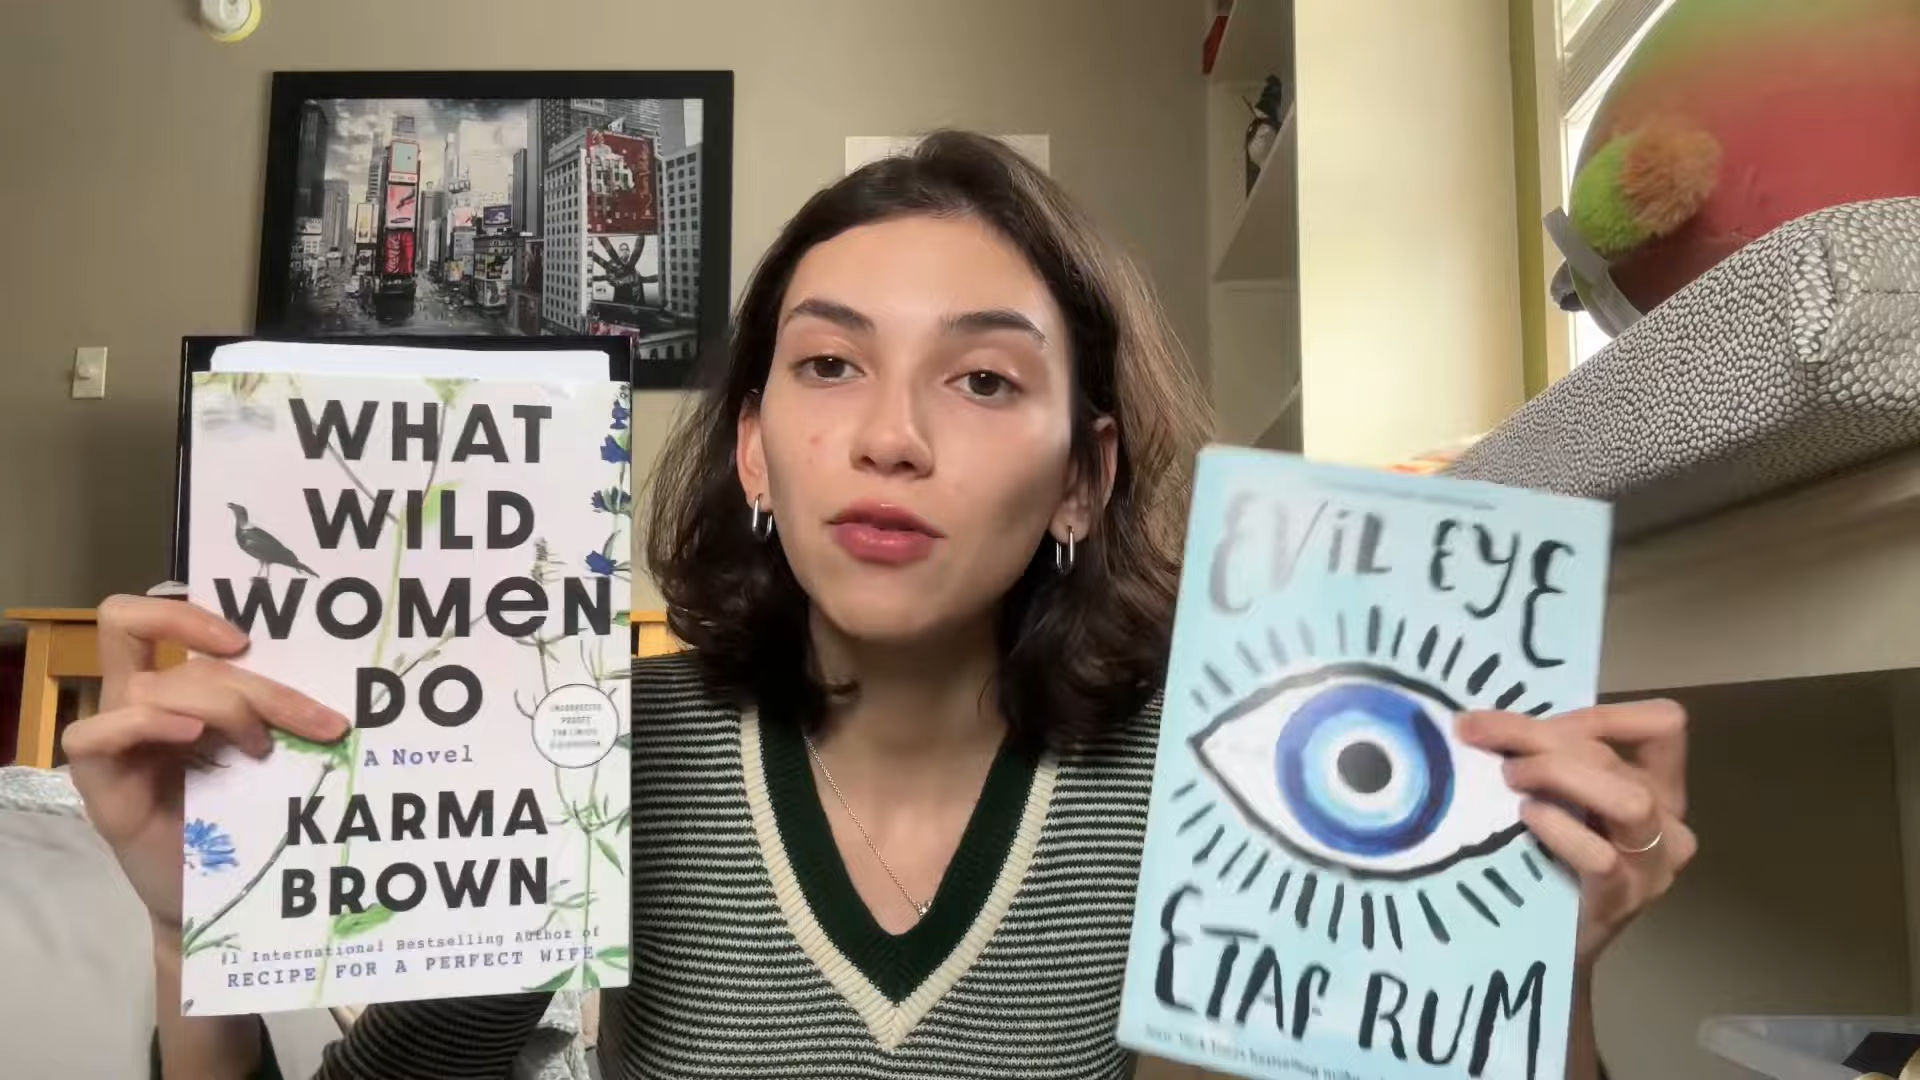 WHAT
WILD
WOMEN
DO
A Novel
KARMA
BROWN
#1 International Bestselling Author of
RECIPE FOR A PERFECT WIFE
EVIL EYE
ETAF RUM